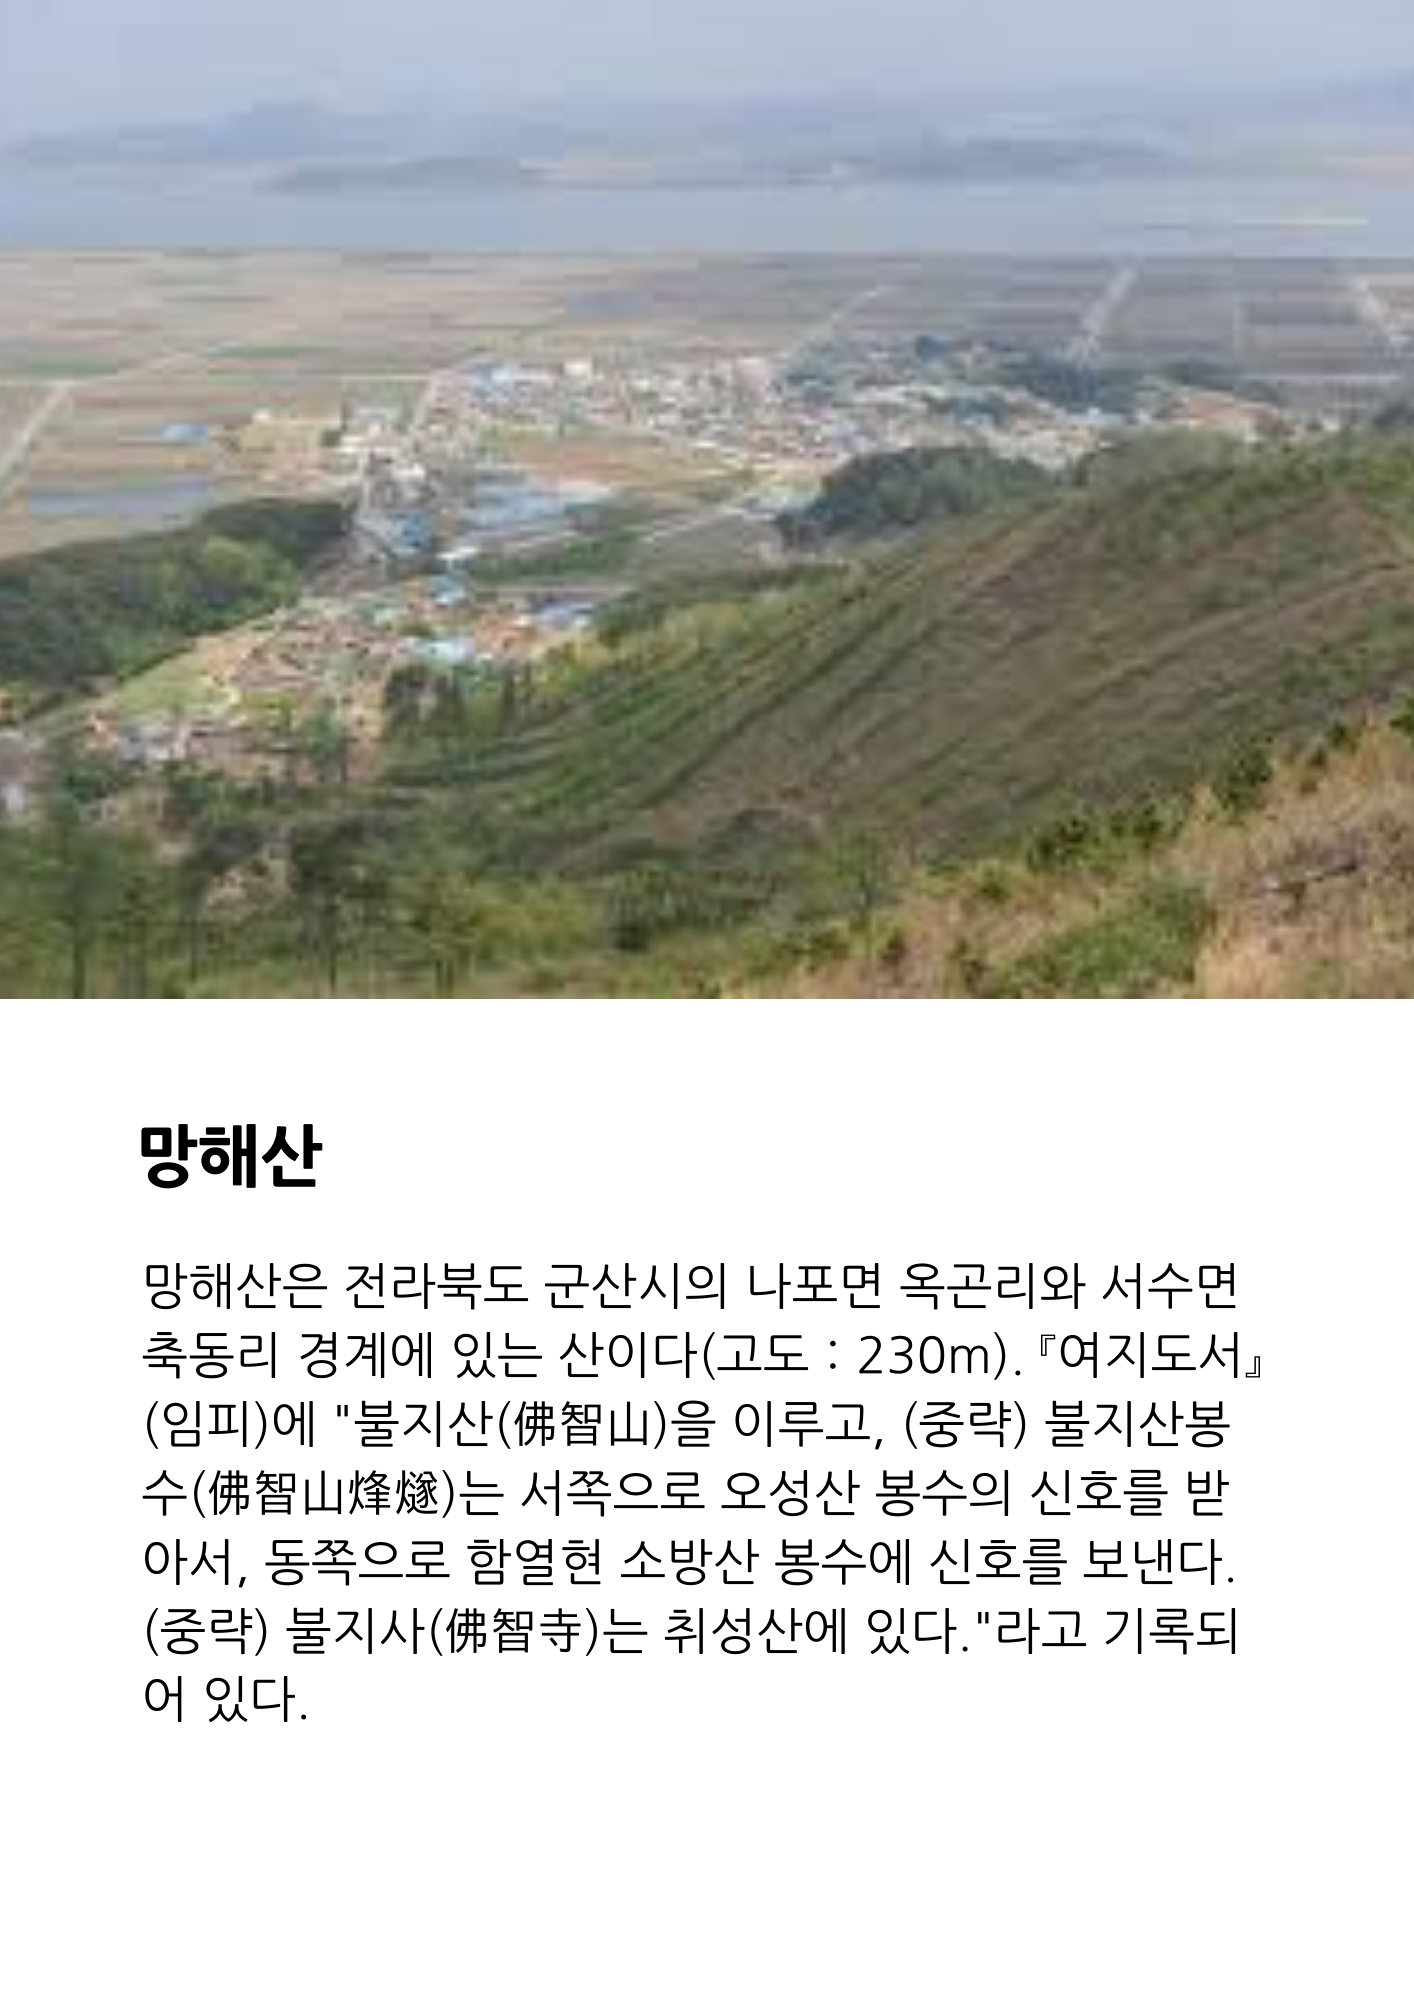 망해산
망해산은 전라북도 군산시의 나포면 옥곤리와 서수면
축동리 경계에 있는 산이다(고도 : 230m).『여지도서』
(임피)에 "불지산(佛智山)을 이루고, (중략) 불지산봉
수(佛智山烽燧)는 서쪽으로 오성산 봉수의 신호를 받
아서, 동쪽으로 함열현 소방산 봉수에 신호를 보낸다.
(중략) 불지사(佛智寺)는 취성산에 있다."라고 기록되
어 있다.